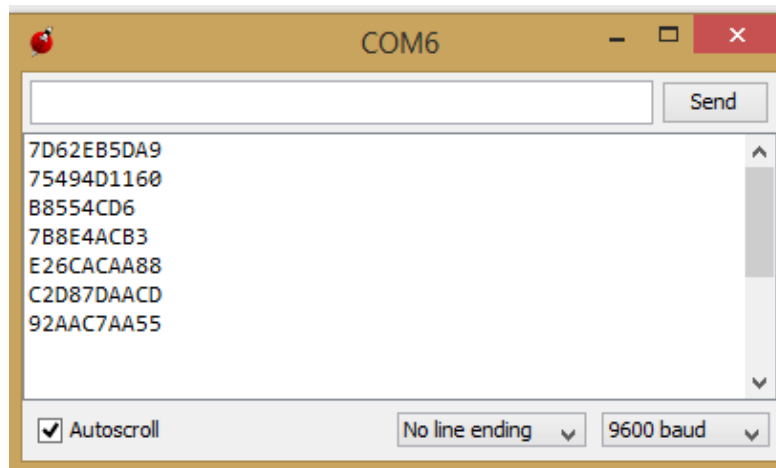 COM6
Send
7D62EB5DA9
75494D1160
B8554CD6
7B8E4ACB3
E26CACAA88
C2D87DAACD
92AAC7AA55
Autoscroll
No line ending
9600 baud